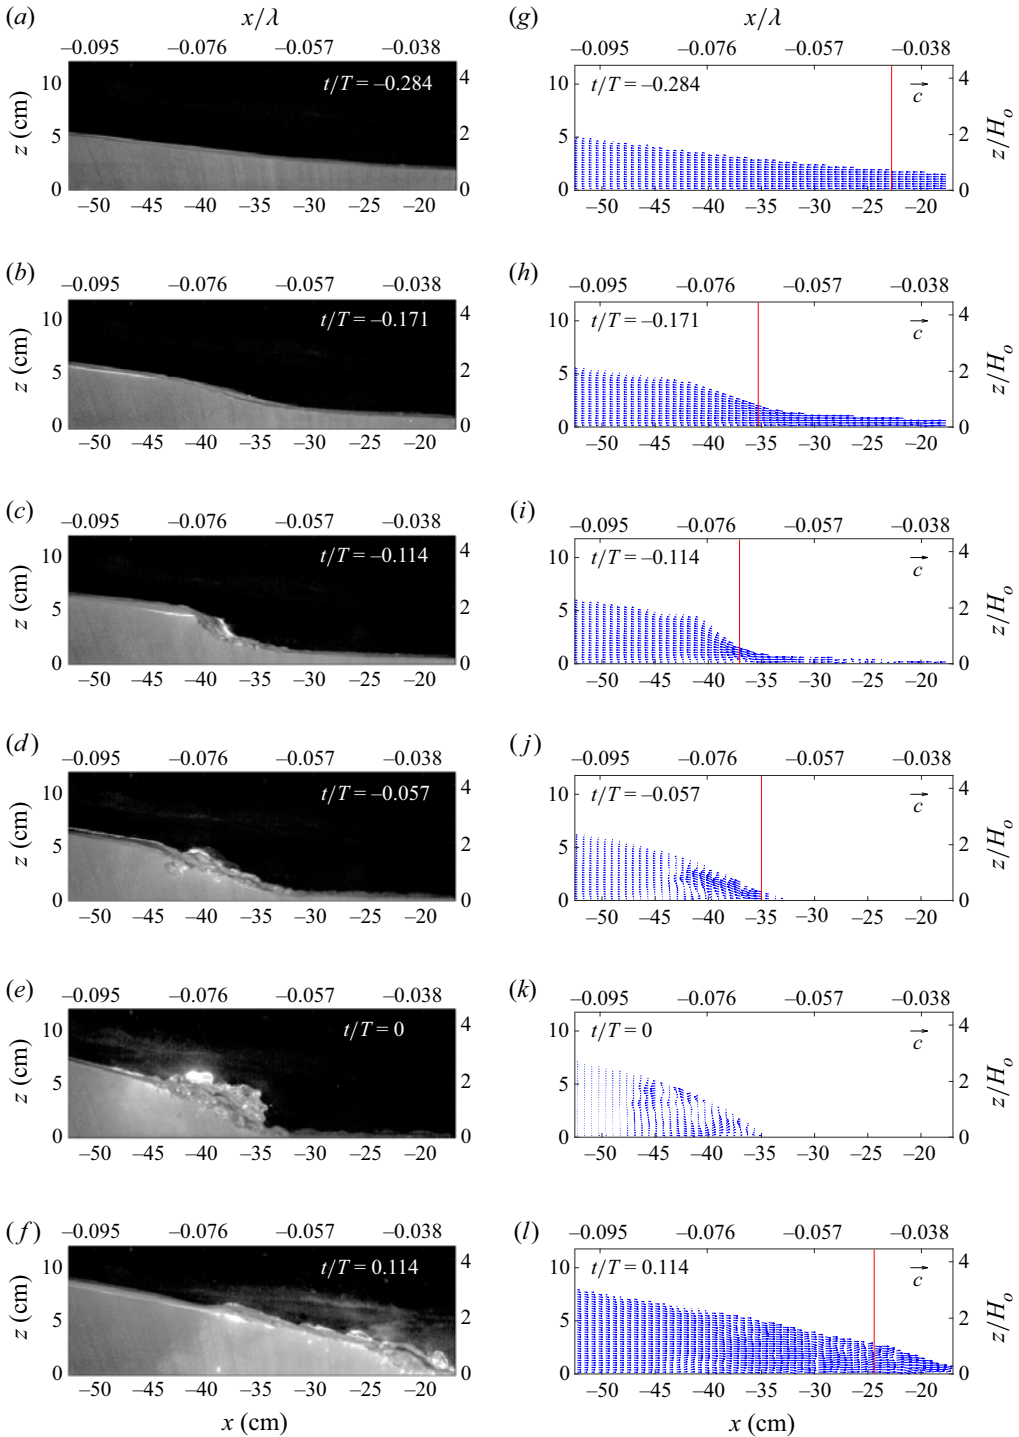 (a) x/λ (g) x/λ
−0.095 −0.076 −0.057 −0.038 −0.095 −0.076 −0.057 −0.038
z (cm) 10 5 0 t/T = −0.284 4 2 0 10 5 0 t/T = −0.284 c 4 2 0 z/H_o
−50 −45 −40 −35 −30 −25 −20 −50 −45 −40 −35 −30 −25 −20
(b) (h)
−0.095 −0.076 −0.057 −0.038 −0.095 −0.076 −0.057 −0.038
z (cm) 10 5 0 t/T = −0.171 4 2 0 10 5 0 t/T = −0.171 c 4 2 0 z/H_o
−50 −45 −40 −35 −30 −25 −20 −50 −45 −40 −35 −30 −25 −20
(c) (i)
−0.095 −0.076 −0.057 −0.038 −0.095 −0.076 −0.057 −0.038
z (cm) 10 5 0 t/T = −0.114 4 2 0 10 5 0 t/T = −0.114 c 4 2 0 z/H_o
−50 −45 −40 −35 −30 −25 −20 −50 −45 −40 −35 −30 −25 −20
(d) (j)
−0.095 −0.076 −0.057 −0.038 −0.095 −0.076 −0.057 −0.038
z (cm) 10 5 0 t/T = −0.057 4 2 0 10 5 0 t/T = −0.057 c 4 2 0 z/H_o
−50 −45 −40 −35 −30 −25 −20 −50 −45 −40 −35 −30 −25 −20
(e) (k)
−0.095 −0.076 −0.057 −0.038 −0.095 −0.076 −0.057 −0.038
z (cm) 10 5 0 t/T = 0 4 2 0 10 5 0 t/T = 0 c 4 2 0 z/H_o
−50 −45 −40 −35 −30 −25 −20 −50 −45 −40 −35 −30 −25 −20
(f) (l)
−0.095 −0.076 −0.057 −0.038 −0.095 −0.076 −0.057 −0.038
z (cm) 10 5 0 t/T = 0.114 4 2 0 10 5 0 t/T = 0.114 c 4 2 0 z/H_o
−50 −45 −40 −35 −30 −25 −20 −50 −45 −40 −35 −30 −25 −20
x (cm) x (cm)